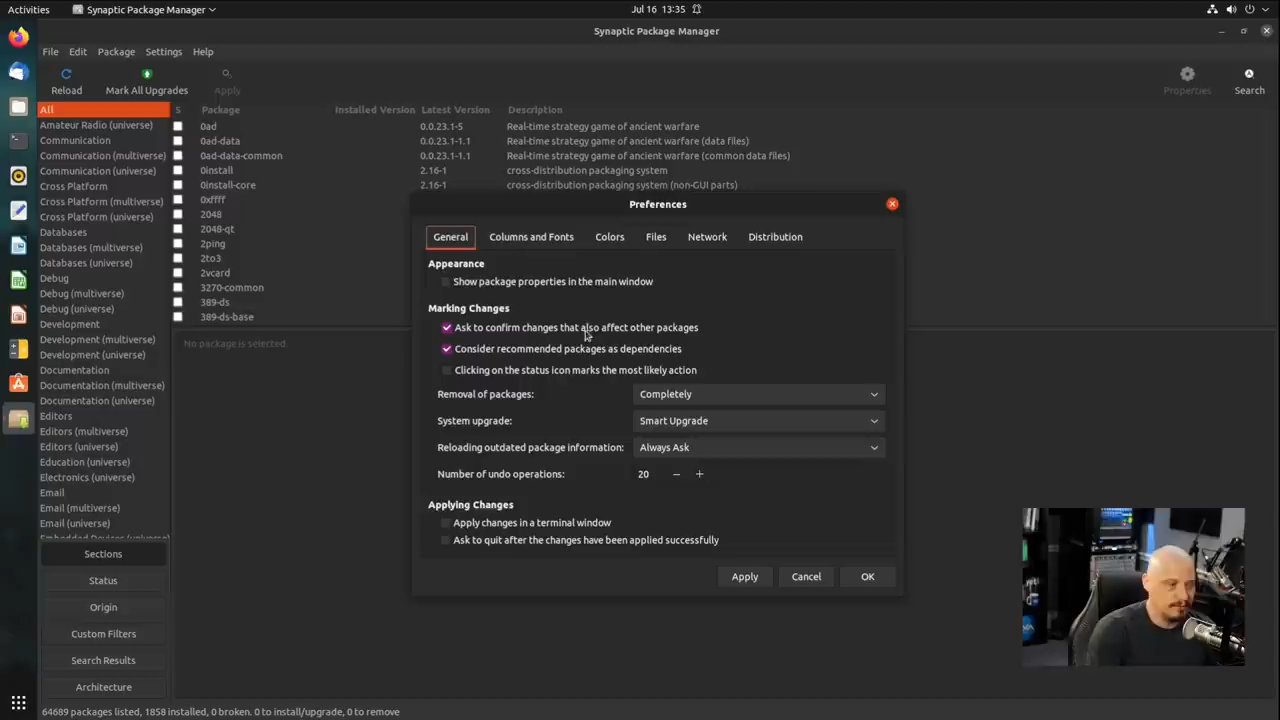 Activities Synaptic Package Manager Jul 16 13:35
Synaptic Package Manager
File Edit Package Settings Help
Reload Mark All Upgrades Apply Properties Search
All
Amateur Radio (universe)
Communication
Communication (multiverse)
Communication (universe)
Cross Platform
Cross Platform (multiverse)
Cross Platform (universe)
Databases
Databases (multiverse)
Databases (universe)
Debug
Debug (multiverse)
Debug (universe)
Development
Development (multiverse)
Development (universe)
Documentation
Documentation (multiverse)
Documentation (universe)
Editors
Editors (multiverse)
Editors (universe)
Education (universe)
Electronics (universe)
Email
Email (multiverse)
Email (universe)
Embedded Devices (universe)
Sections
Status
Origin
Custom Filters
Search Results
Architecture
S Package Installed Version Latest Version Description
0ad 0.0.23.1-5 Real-time strategy game of ancient warfare
0ad-data 0.0.23.1-1.1 Real-time strategy game of ancient warfare (data files)
0ad-data-common 0.0.23.1-1.1 Real-time strategy game of ancient warfare (common data files)
0install 2.16-1 cross-distribution packaging system
0install-core 2.16-1 cross-distribution packaging system (non-GUI parts)
0xffff
2048
2048-qt
2ping
2to3
2vcard
3270-common
389-ds
389-ds-base
No package is selected.
Preferences
General Columns and Fonts Colors Files Network Distribution
Appearance
Show package properties in the main window
Marking Changes
Ask to confirm changes that also affect other packages
Consider recommended packages as dependencies
Clicking on the status icon marks the most likely action
Removal of packages: Completely
System upgrade: Smart Upgrade
Reloading outdated package information: Always Ask
Number of undo operations: 20 − +
Applying Changes
Apply changes in a terminal window
Ask to quit after the changes have been applied successfully
Apply Cancel OK
64689 packages listed, 1858 installed, 0 broken. 0 to install/upgrade, 0 to remove